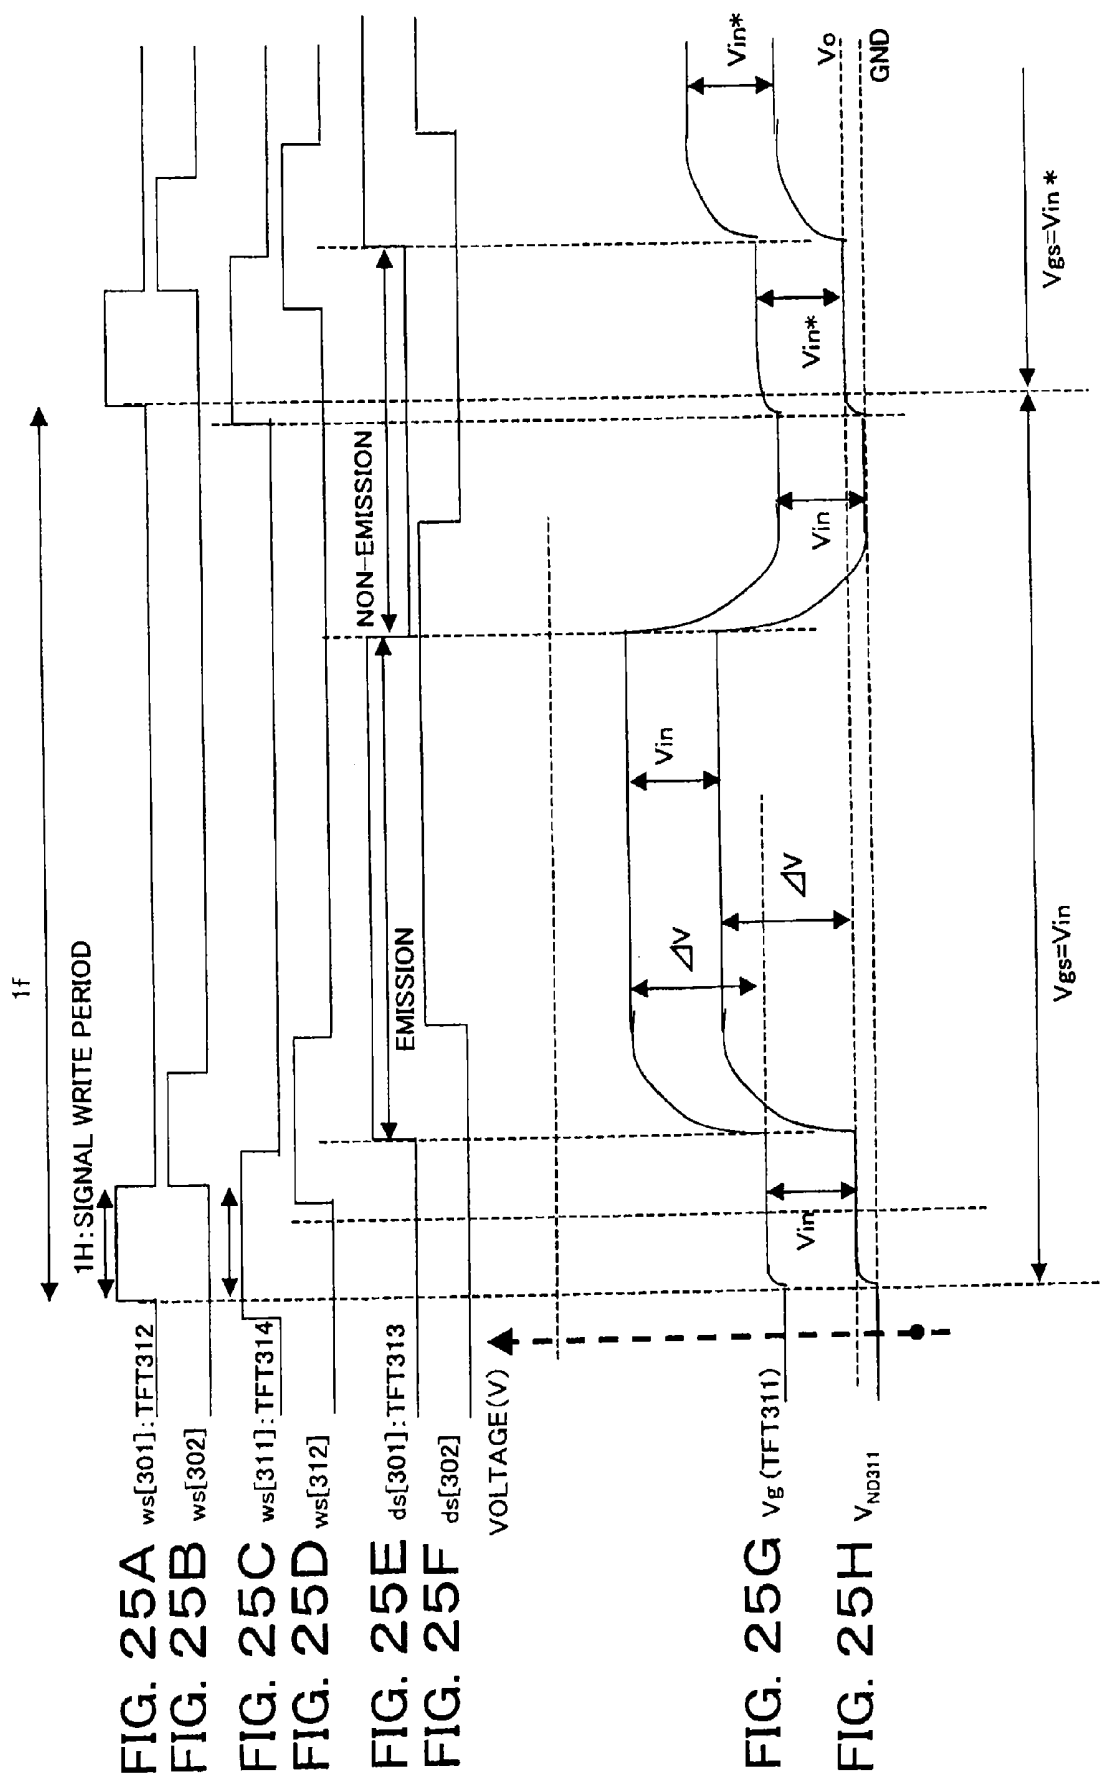 1f
1H:SIGNAL WRITE PERIOD
FIG. 25A ws[301]:TFT312
FIG. 25B ws[302]
FIG. 25C ws[311]:TFT314
FIG. 25D ws[312]
EMISSION
NON-EMISSION
FIG. 25E ds[301]:TFT313
FIG. 25F ds[302]
VOLTAGE(V)
ΔV
Vin
Vin*
FIG. 25G Vg(TFT311)
Vin
ΔV
Vin
Vin*
Vo
FIG. 25H VND311
GND
Vgs=Vin
Vgs=Vin*